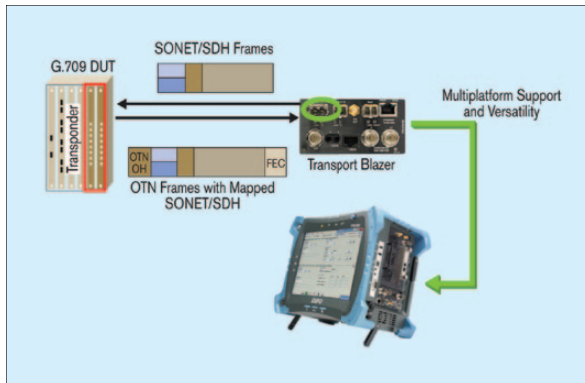 SONET/SDH Frames
G.709 DUT
Transponder
Multiplatform Support
and Versatility
Transport Blazer
OTN
OH
FEC
OTN Frames with Mapped
SONET/SDH
EXFO